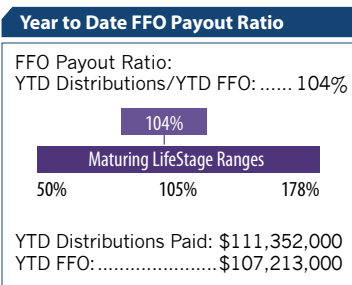 Year to Date FFO Payout Ratio
FFO Payout Ratio:
YTD Distributions/YTD FFO: ...... 104%
104%
Maturing LifeStage Ranges
50% 105% 178%
YTD Distributions Paid: $111,352,000
YTD FFO:......................$107,213,000